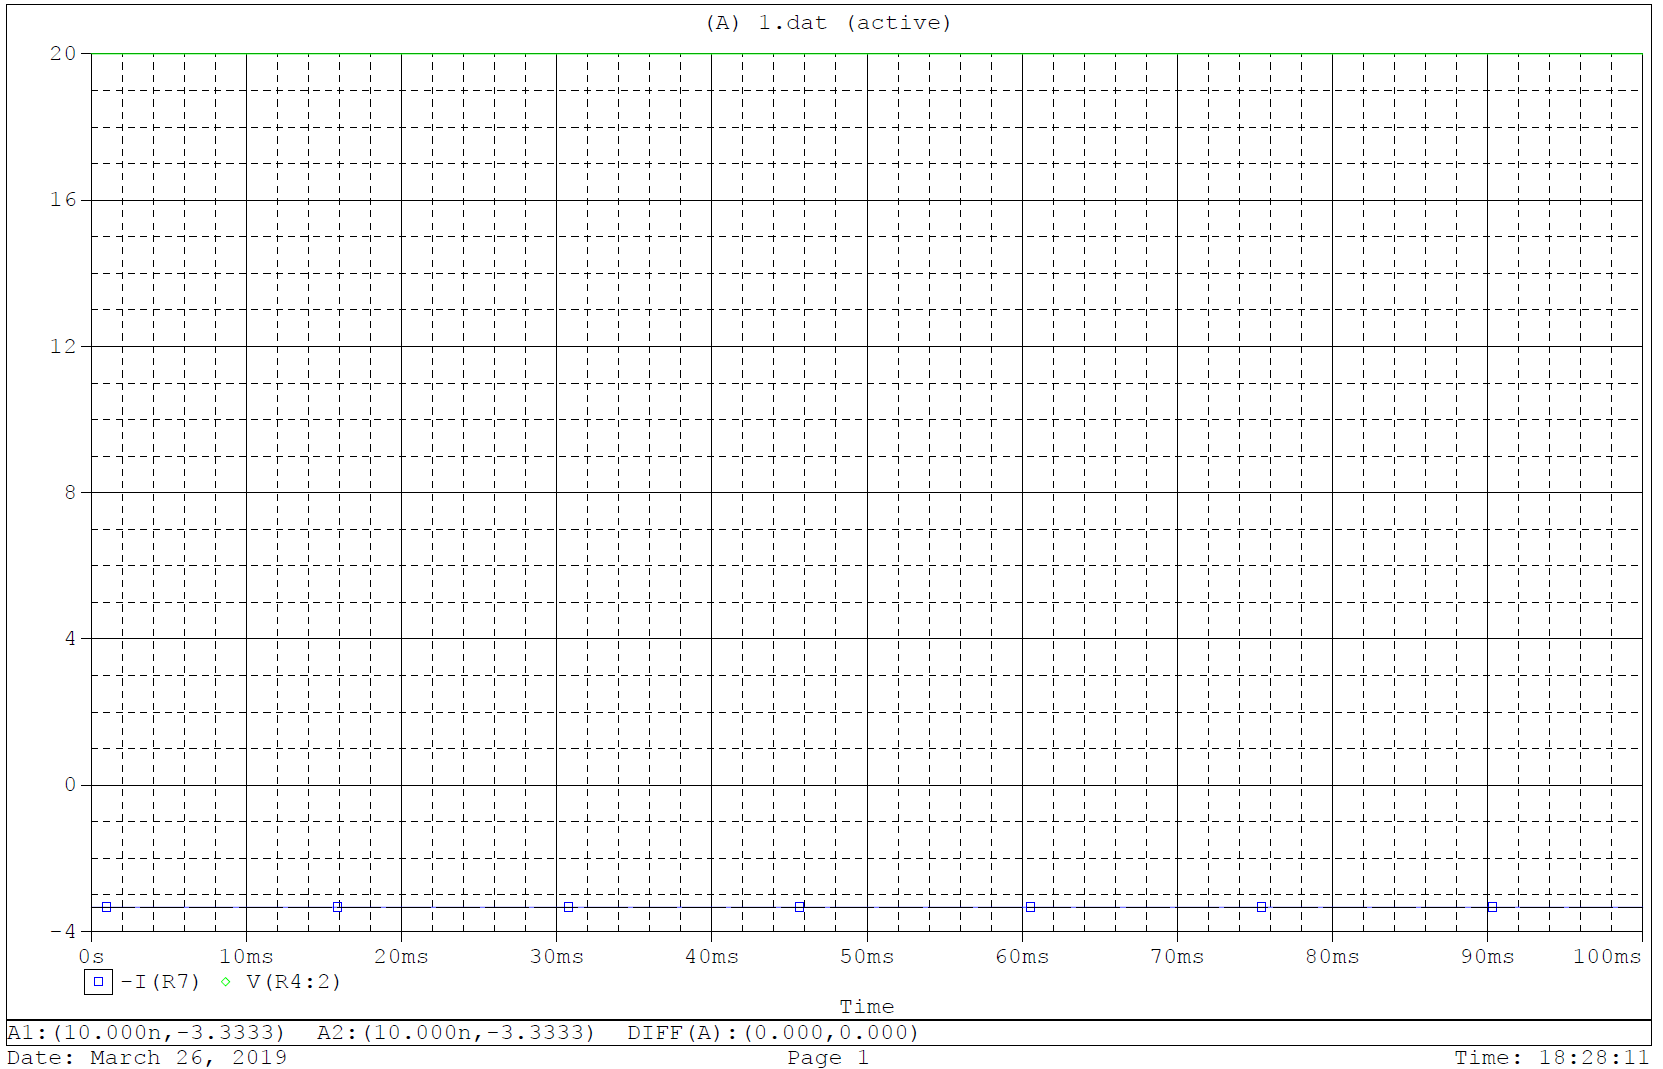 (A) 1.dat (active)
20
16
12
8
4
0
-4
0s 10ms 20ms 30ms 40ms 50ms 60ms 70ms 80ms 90ms 100ms
-I(R7) V(R4:2)
Time
A1:(10.000n,-3.3333) A2:(10.000n,-3.3333) DIFF(A):(0.000,0.000)
Date: March 26, 2019 Page 1 Time: 18:28:11